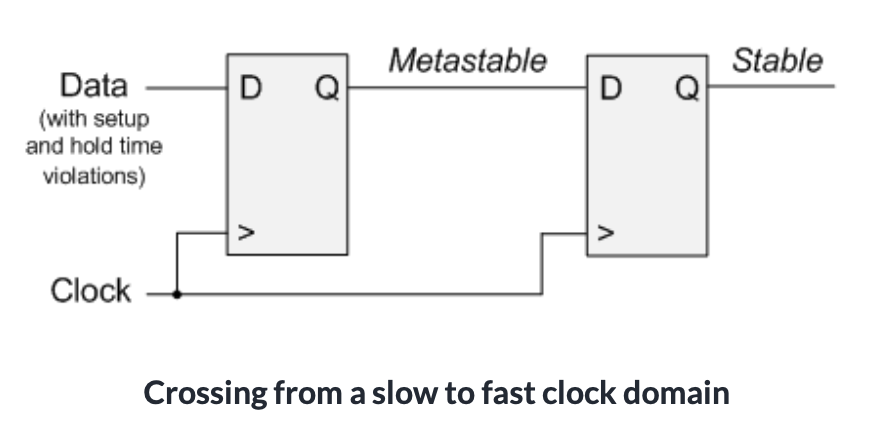 Metastable
Stable
Data
D
Q
D
Q
(with setup
and hold time
violations)
>
>
Clock
Crossing from a slow to fast clock domain